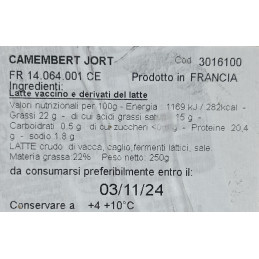 CAMEMBERT JORT Cod 3016100
FR 14.064.001 CE Prodotto in FRANCIA
Ingredienti:
Latte vaccino e derivati del latte
Valori nutrizionali per 100g - Energia 1169 kJ / 282kcal -
Grassi 22 g - di cui acidi grassi saturi 15 g -
Carboidrati 0.5 g di cui zuccheri - Proteine 20,4
g - sodio 1.8 g
LATTE crudo di vacca, caglio, fermenti lattici, sale.
Materia grassa 22% Peso netto: 250g
da consumarsi preferibilmente entro il:
03/11/24
Conservare a +4 +10°C